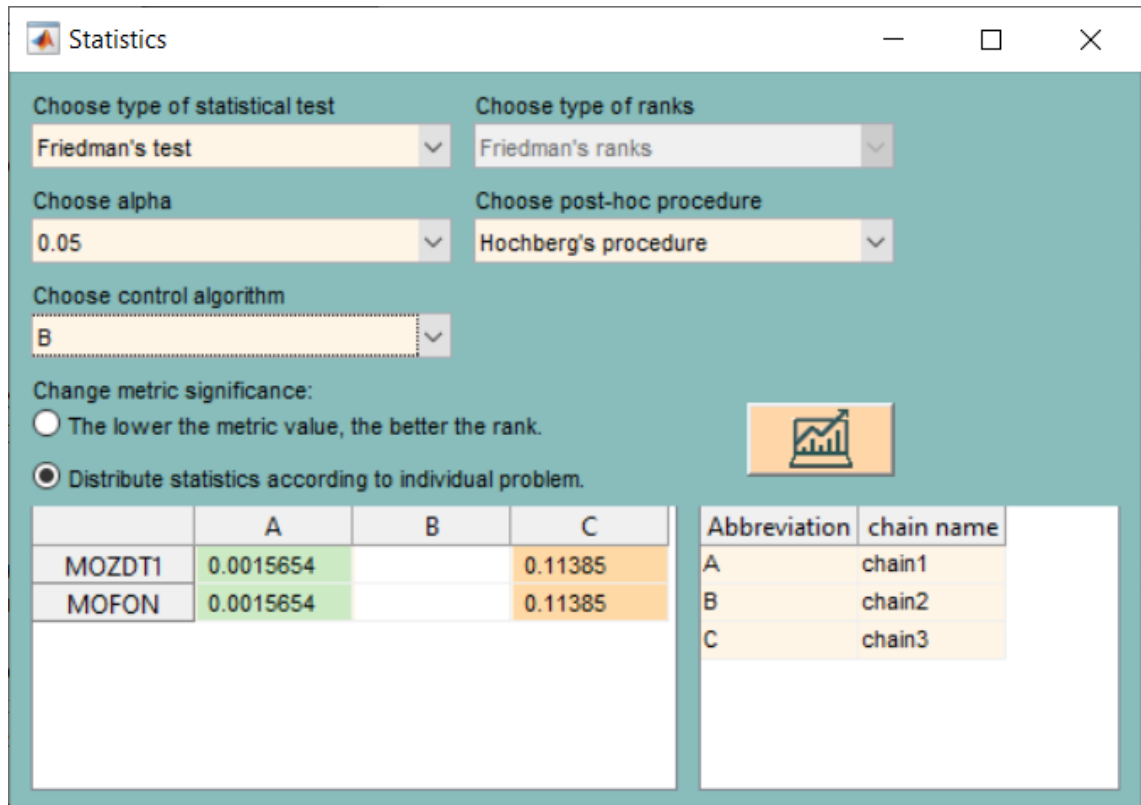 Statistics
Choose type of statistical test Choose type of ranks
Friedman's test Friedman's ranks
Choose alpha Choose post-hoc procedure
0.05 Hochberg's procedure
Choose control algorithm
B
Change metric significance:
The lower the metric value, the better the rank.
Distribute statistics according to individual problem.
A B C
MOZDT1 0.0015654 0.11385
MOFON 0.0015654 0.11385
Abbreviation chain name
A chain1
B chain2
C chain3